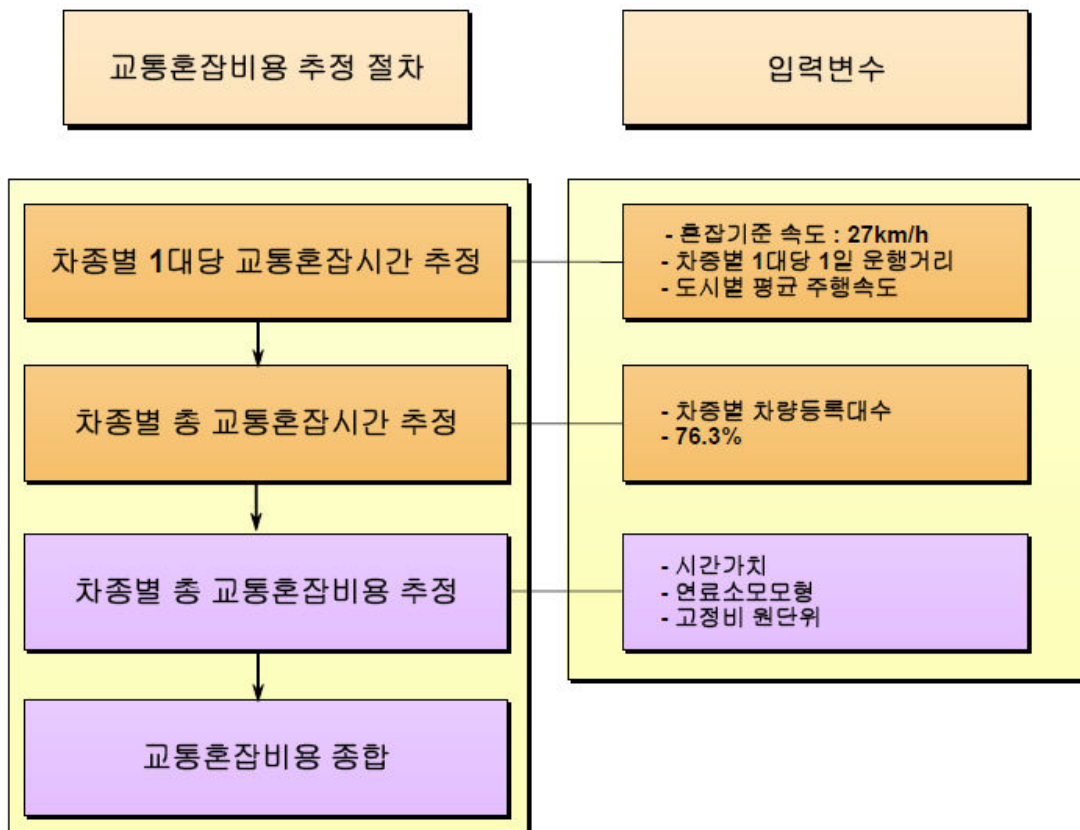 교통혼잡비용 추정 절차
입력변수
차종별 1대당 교통혼잡시간 추정
- 혼잡기준 속도 : 27km/h
- 차종별 1대당 1일 운행거리
- 도시별 평균 주행속도
차종별 총 교통혼잡시간 추정
- 차종별 차량등록대수
- 76.3%
차종별 총 교통혼잡비용 추정
- 시간가치
- 연료소모모형
- 고정비 원단위
교통혼잡비용 종합